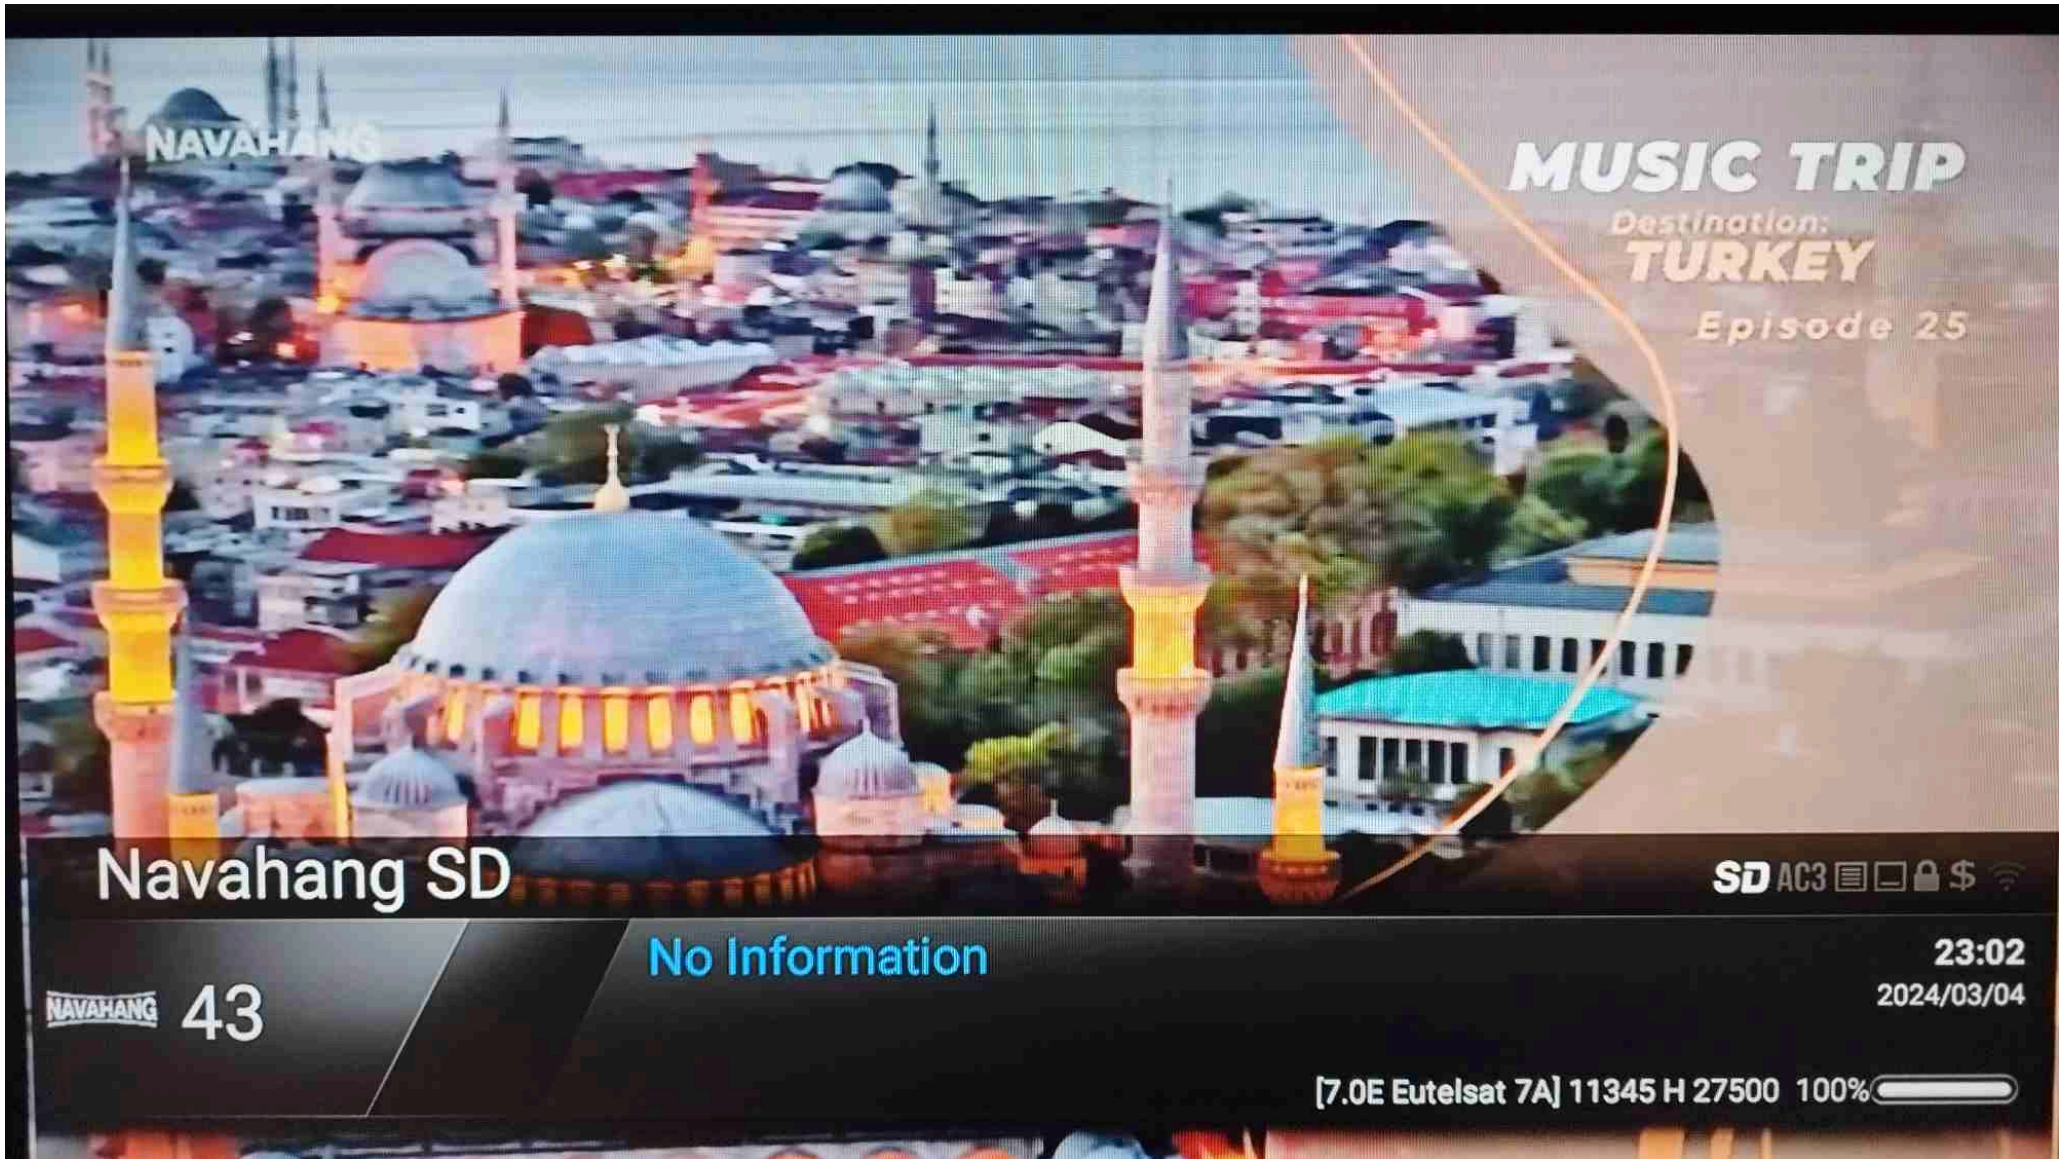 NAVAHANG
MUSIC TRIP
Destination:
TURKEY
Episode 25
Navahang SD
SD AC3 $
No Information
23:02
2024/03/04
NAVAHANG 43
[7.0E Eutelsat 7A] 11345 H 27500 100%